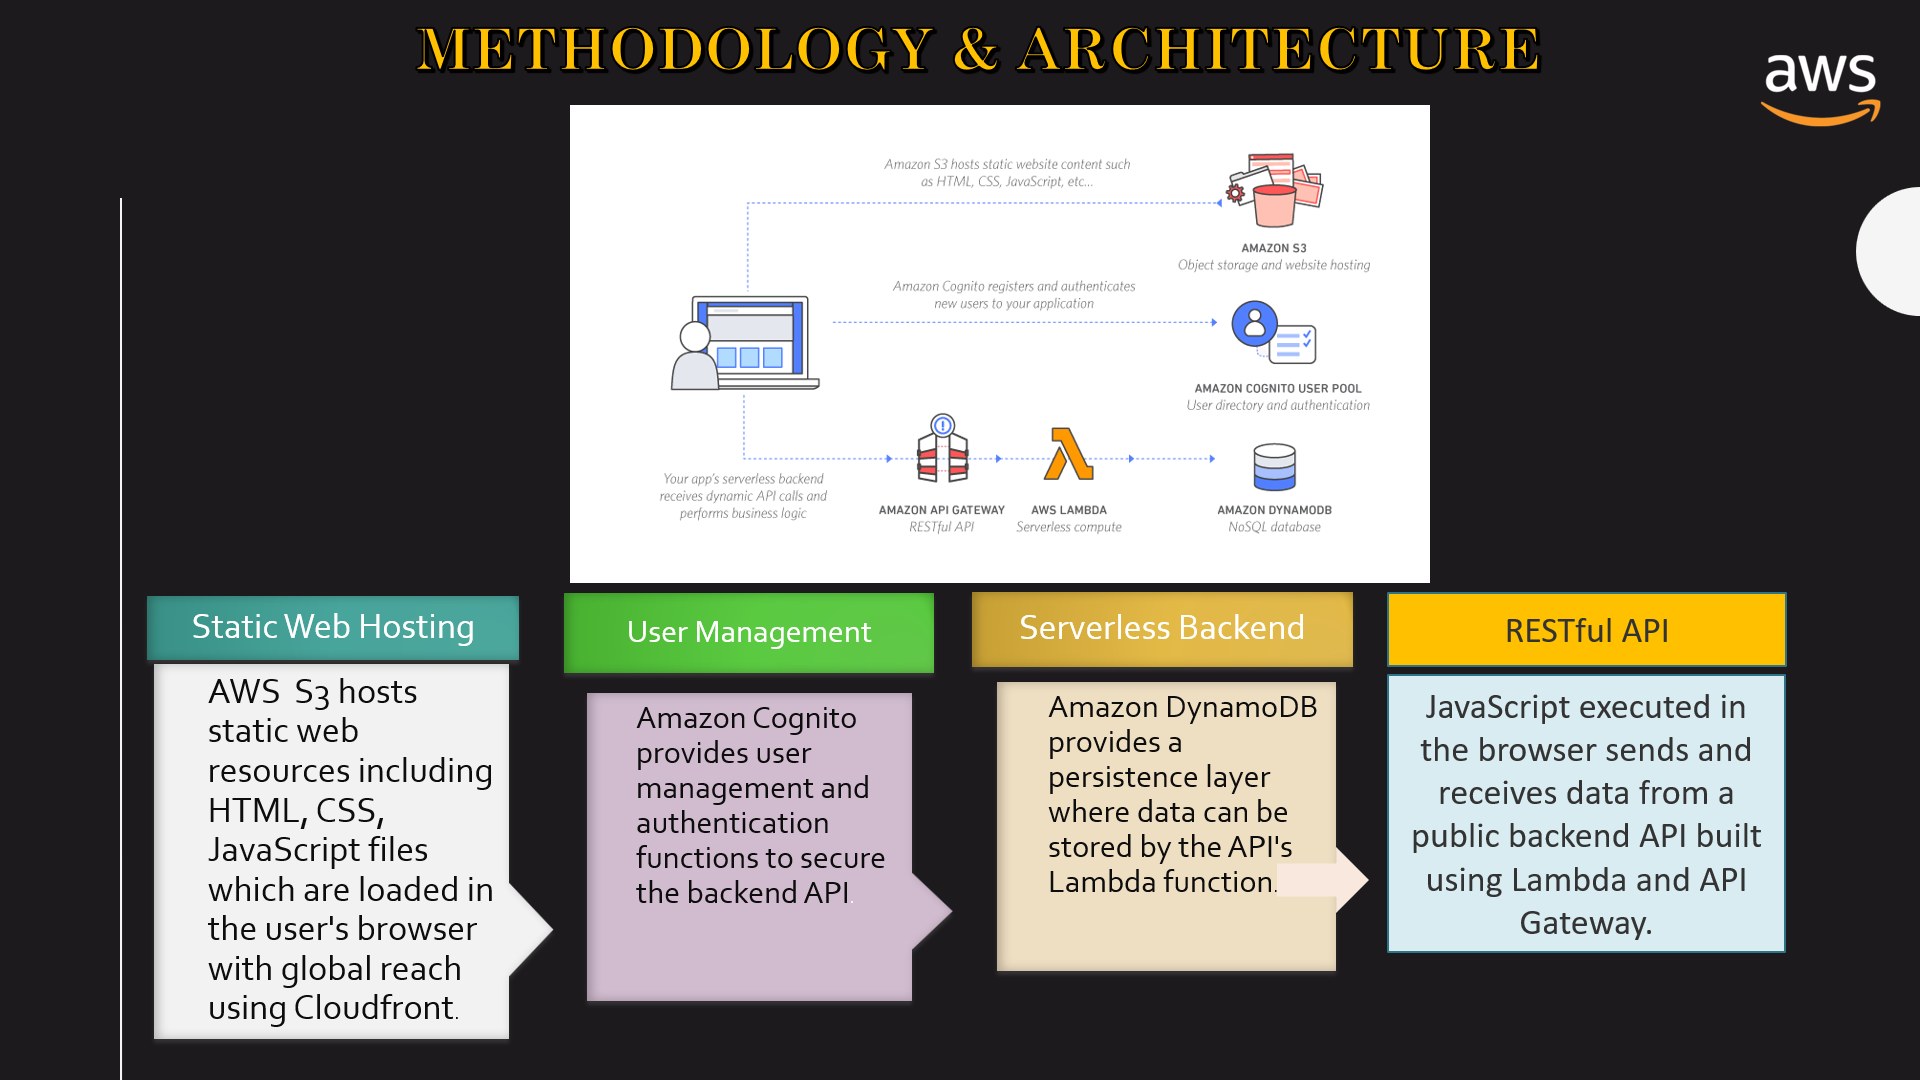 METHODOLOGY & ARCHITECTURE
aws
Amazon S3 hosts static website content such
as HTML, CSS, JavaScript, etc...
AMAZON S3
Object storage and website hosting
Amazon Cognito registers and authenticates
new users to your application
AMAZON COGNITO USER POOL
User directory and authentication
Your app's serverless backend
receives dynamic API calls and
performs business logic
AMAZON API GATEWAY
RESTful API
AWS LAMBDA
Serverless compute
AMAZON DYNAMODB
NoSQL database
Static Web Hosting
AWS  S3 hosts
static web
resources including
HTML, CSS,
JavaScript files
which are loaded in
the user's browser
with global reach
using Cloudfront.
User Management
Amazon Cognito
provides user
management and
authentication
functions to secure
the backend API.
Serverless Backend
Amazon DynamoDB
provides a
persistence layer
where data can be
stored by the API's
Lambda function.
RESTful API
JavaScript executed in
the browser sends and
receives data from a
public backend API built
using Lambda and API
Gateway.